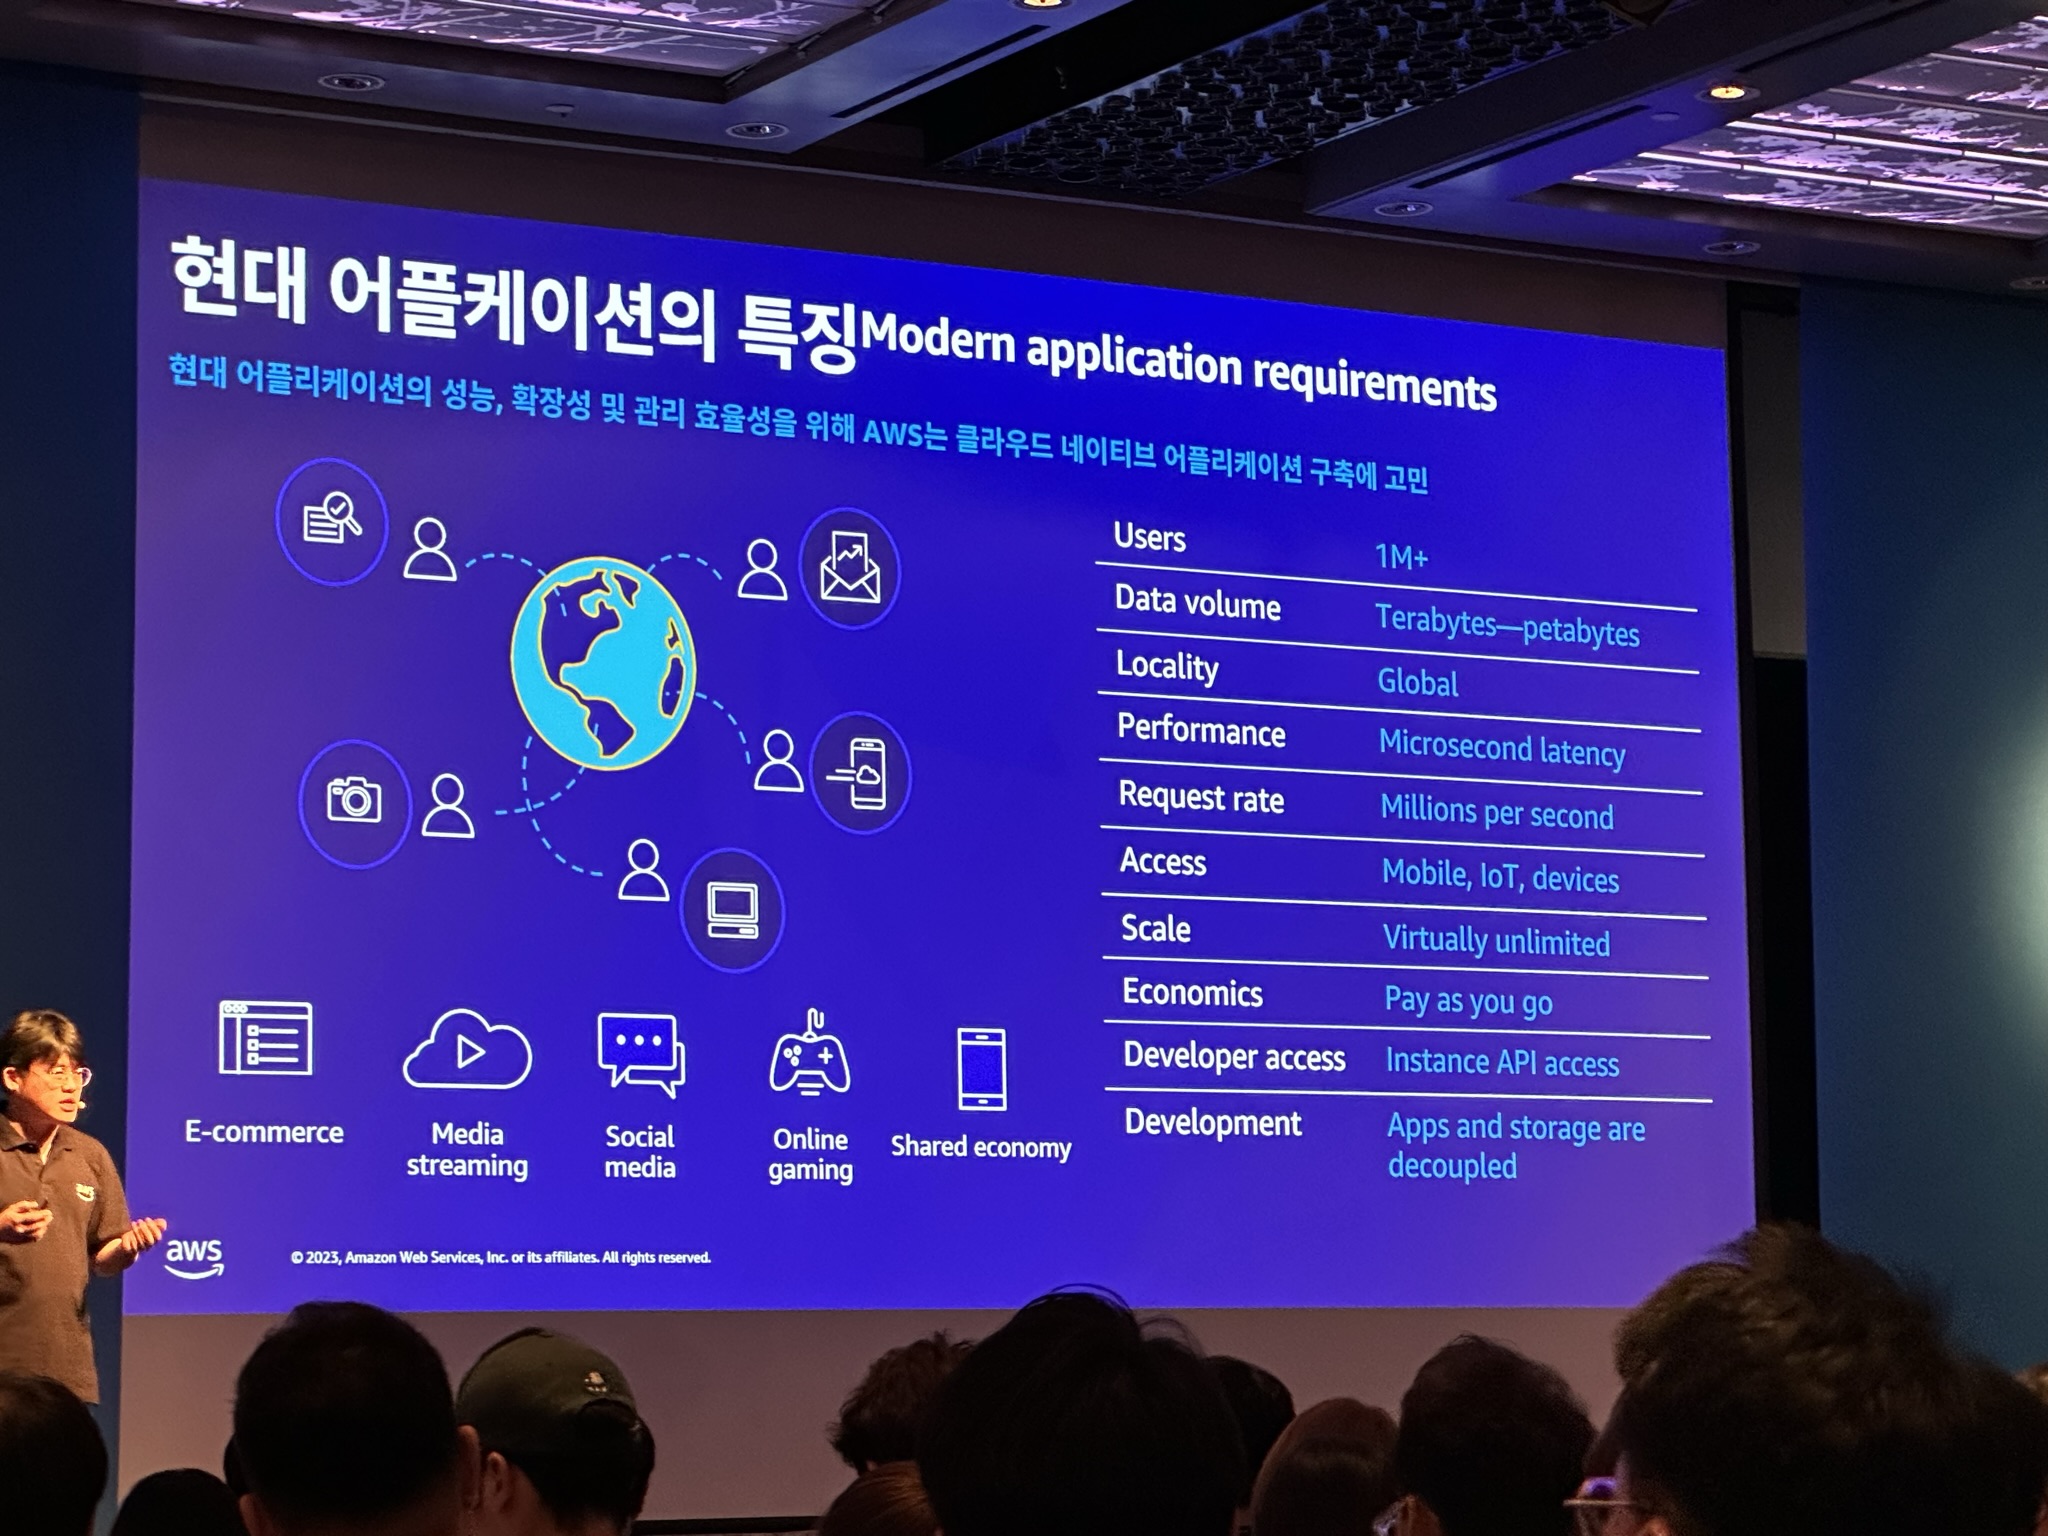 현대 어플케이션의 특징Modern application requirements
현대 어플리케이션의 성능, 확장성 및 관리 효율성을 위해 AWS는 클라우드 네이티브 어플리케이션 구축에 고민
Users 1M+
Data volume Terabytes—petabytes
Locality Global
Performance Microsecond latency
Request rate Millions per second
Access Mobile, IoT, devices
Scale Virtually unlimited
Economics Pay as you go
Developer access Instance API access
Development Apps and storage are
decoupled
E-commerce
Media
streaming
Social
media
Online
gaming
Shared economy
aws
aws
© 2023, Amazon Web Services, Inc. or its affiliates. All rights reserved.